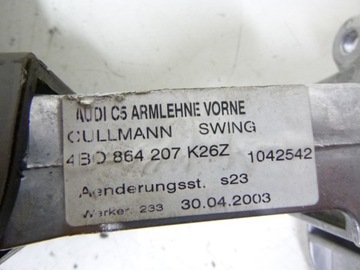 AUDI C5 ARMLEHNE VORNE
CULLMANN SWING
4B0 864 207 K26Z 1042542
Aenderungsst. s23
Werker. 233 30.04.2003